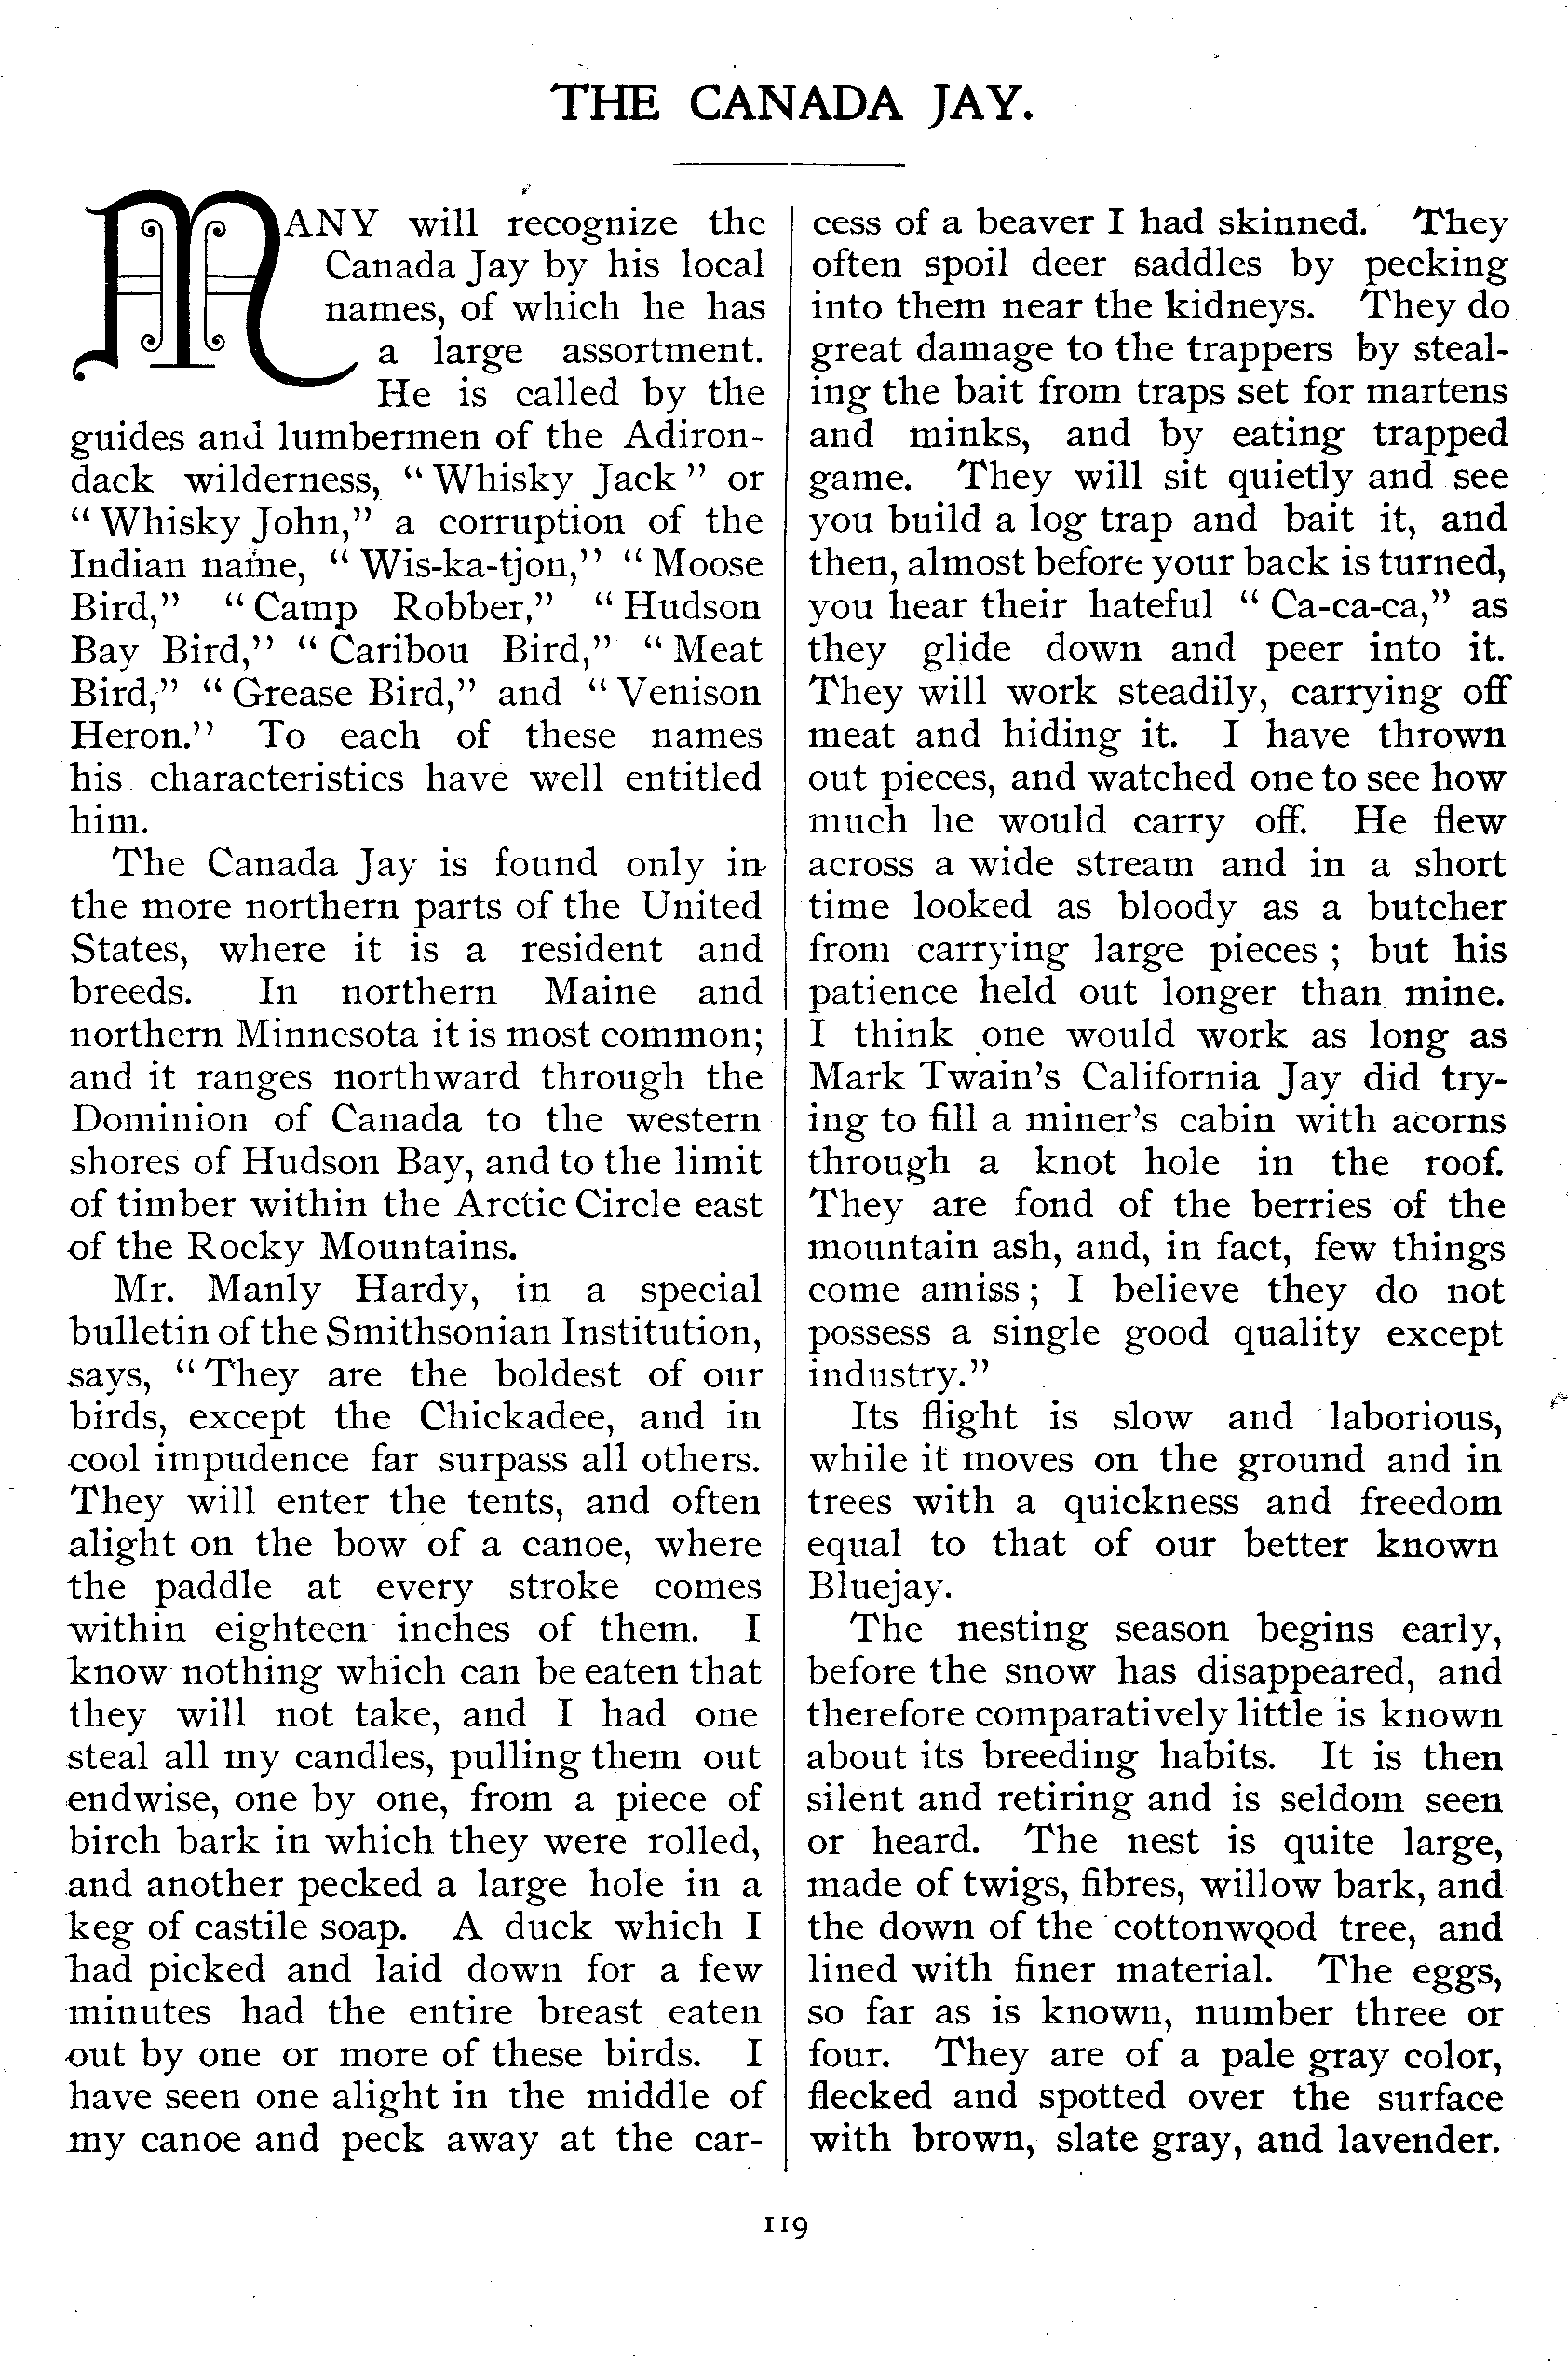 THE CANADA JAY.
MANY will recognize the
Canada Jay by his local
names, of which he has
a large assortment.
He is called by the
guides and lumbermen of the Adiron-
dack wilderness, "Whisky Jack" or
"Whisky John," a corruption of the
Indian name, "Wis-ka-tjon," "Moose
Bird," "Camp Robber," "Hudson
Bay Bird," "Caribou Bird," "Meat
Bird," "Grease Bird," and "Venison
Heron." To each of these names
his characteristics have well entitled
him.
The Canada Jay is found only in
the more northern parts of the United
States, where it is a resident and
breeds. In northern Maine and
northern Minnesota it is most common;
and it ranges northward through the
Dominion of Canada to the western
shores of Hudson Bay, and to the limit
of timber within the Arctic Circle east
of the Rocky Mountains.
Mr. Manly Hardy, in a special
bulletin of the Smithsonian Institution,
says, "They are the boldest of our
birds, except the Chickadee, and in
cool impudence far surpass all others.
They will enter the tents, and often
alight on the bow of a canoe, where
the paddle at every stroke comes
within eighteen inches of them. I
know nothing which can be eaten that
they will not take, and I had one
steal all my candles, pulling them out
endwise, one by one, from a piece of
birch bark in which they were rolled,
and another pecked a large hole in a
keg of castile soap. A duck which I
had picked and laid down for a few
minutes had the entire breast eaten
out by one or more of these birds. I
have seen one alight in the middle of
my canoe and peck away at the car-
cess of a beaver I had skinned. They
often spoil deer saddles by pecking
into them near the kidneys. They do
great damage to the trappers by steal-
ing the bait from traps set for martens
and minks, and by eating trapped
game. They will sit quietly and see
you build a log trap and bait it, and
then, almost before your back is turned,
you hear their hateful "Ca-ca-ca," as
they glide down and peer into it.
They will work steadily, carrying off
meat and hiding it. I have thrown
out pieces, and watched one to see how
much he would carry off. He flew
across a wide stream and in a short
time looked as bloody as a butcher
from carrying large pieces; but his
patience held out longer than mine.
I think one would work as long as
Mark Twain's California Jay did try-
ing to fill a miner's cabin with acorns
through a knot hole in the roof.
They are fond of the berries of the
mountain ash, and, in fact, few things
come amiss; I believe they do not
possess a single good quality except
industry."
Its flight is slow and laborious,
while it moves on the ground and in
trees with a quickness and freedom
equal to that of our better known
Bluejay.
The nesting season begins early,
before the snow has disappeared, and
therefore comparatively little is known
about its breeding habits. It is then
silent and retiring and is seldom seen
or heard. The nest is quite large,
made of twigs, fibres, willow bark, and
the down of the cottonwood tree, and
lined with finer material. The eggs,
so far as is known, number three or
four. They are of a pale gray color,
flecked and spotted over the surface
with brown, slate gray, and lavender.
119